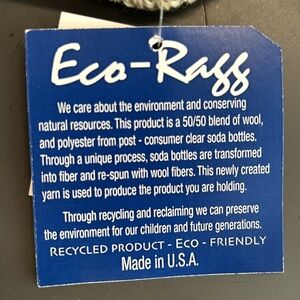 Eco-Ragg
We care about the environment and conserving
natural resources. This product is a 50/50 blend of wool,
and polyester from post - consumer clear soda bottles.
Through a unique process, soda bottles are transformed
into fiber and re-spun with wool fibers. This newly created
yarn is used to produce the product you are holding.
Through recycling and reclaiming we can preserve
the environment for our children and future generations.
RECYCLED PRODUCT - ECO - FRIENDLY
Made in U.S.A.